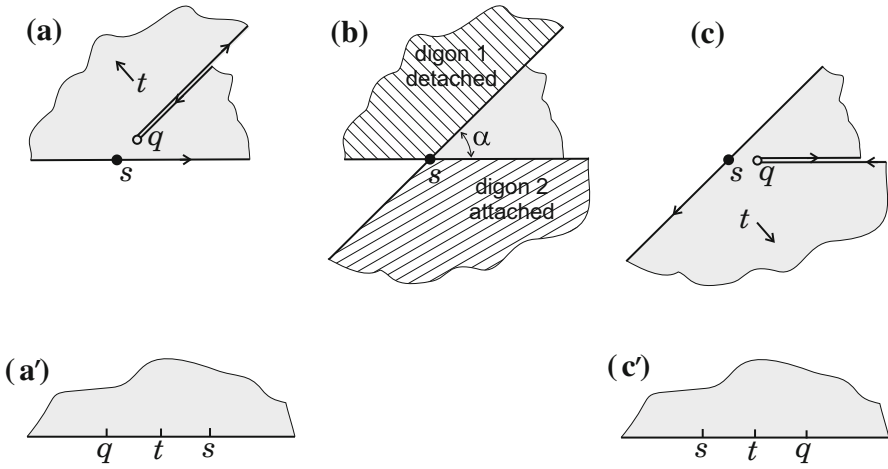 (a)
t
q
s
(b)
digon 1
detached
α
s
digon 2
attached
(c)
s
q
t
(a′)
q
t
s
(c′)
s
t
q